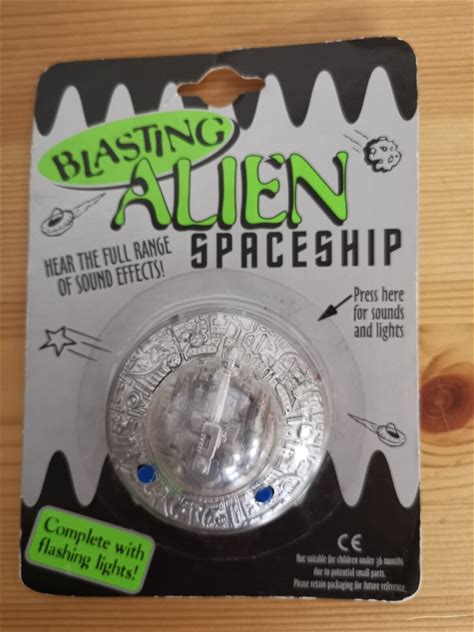 BLASTING
ALIEN
SPACESHIP
HEAR THE FULL RANGE
OF SOUND EFFECTS!
Press here
for sounds
and lights
Complete with
flashing lights!
CE
Not suitable for children under 36 months
due to potential small parts.
Please retain packaging for future reference.